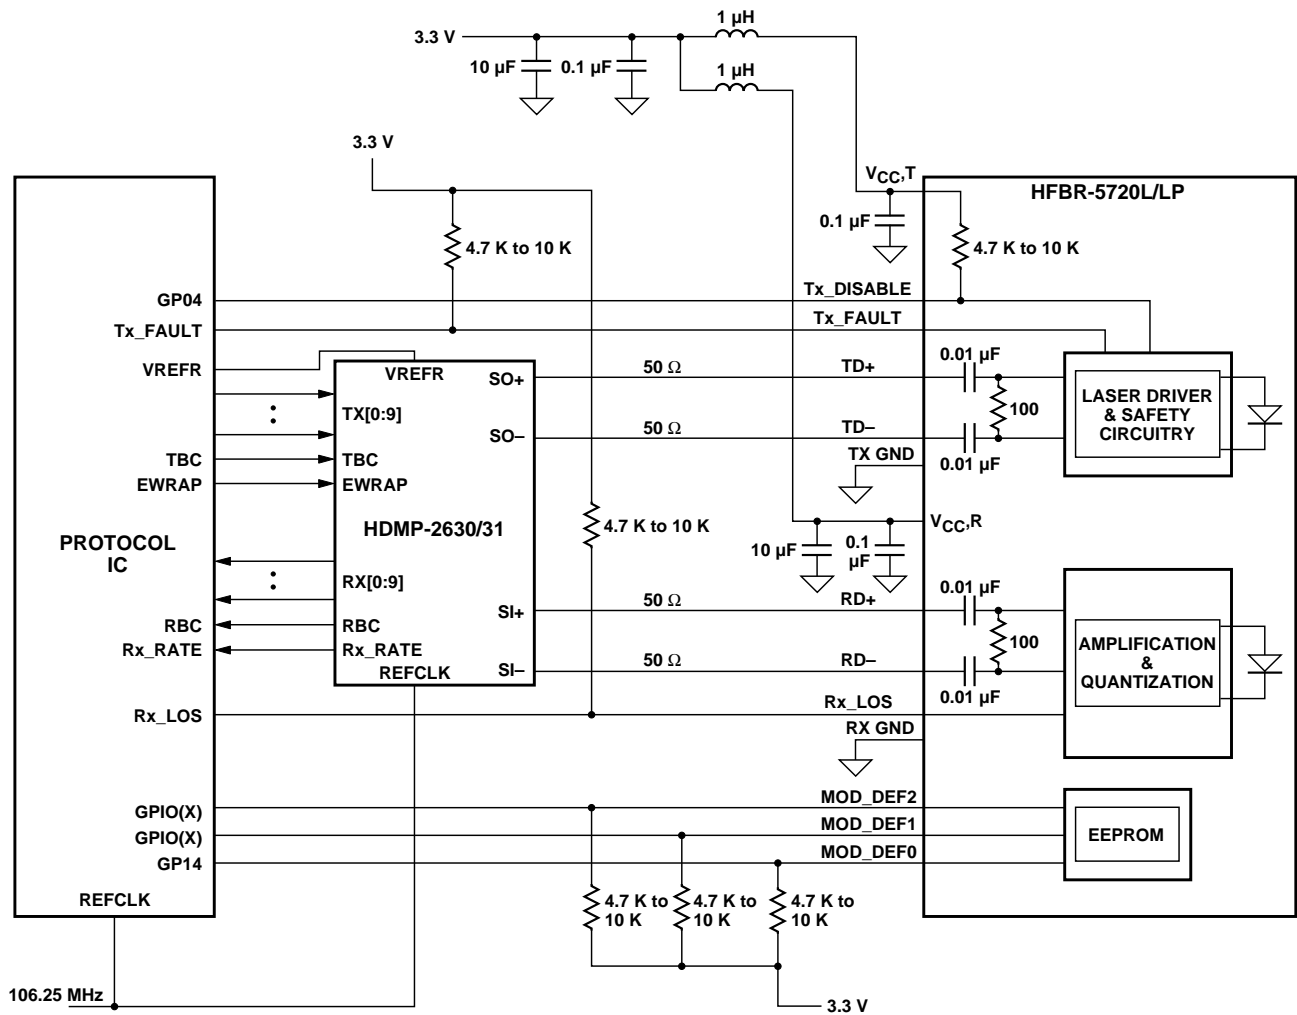 1 µH
3.3 V
10 µF
0.1 µF
1 µH
3.3 V
VCC,T
HFBR-5720L/LP
0.1 µF
4.7 K to 10 K
4.7 K to 10 K
GP04
Tx_DISABLE
Tx_FAULT
Tx_FAULT
VREFR
VREFR
SO+
50 Ω
TD+
0.01 µF
TX[0:9]
100
LASER DRIVER
& SAFETY
CIRCUITRY
SO–
50 Ω
TD–
0.01 µF
TBC
TBC
TX GND
EWRAP
EWRAP
HDMP-2630/31
4.7 K to 10 K
VCC,R
PROTOCOL
IC
10 µF
0.1
µF
RX[0:9]
SI+
50 Ω
RD+
0.01 µF
RBC
RBC
100
Rx_RATE
Rx_RATE
AMPLIFICATION
&
QUANTIZATION
REFCLK
SI–
50 Ω
RD–
0.01 µF
Rx_LOS
Rx_LOS
RX GND
GPIO(X)
MOD_DEF2
GPIO(X)
MOD_DEF1
EEPROM
GP14
MOD_DEF0
REFCLK
4.7 K to
10 K
4.7 K to
10 K
4.7 K to
10 K
106.25 MHz
3.3 V